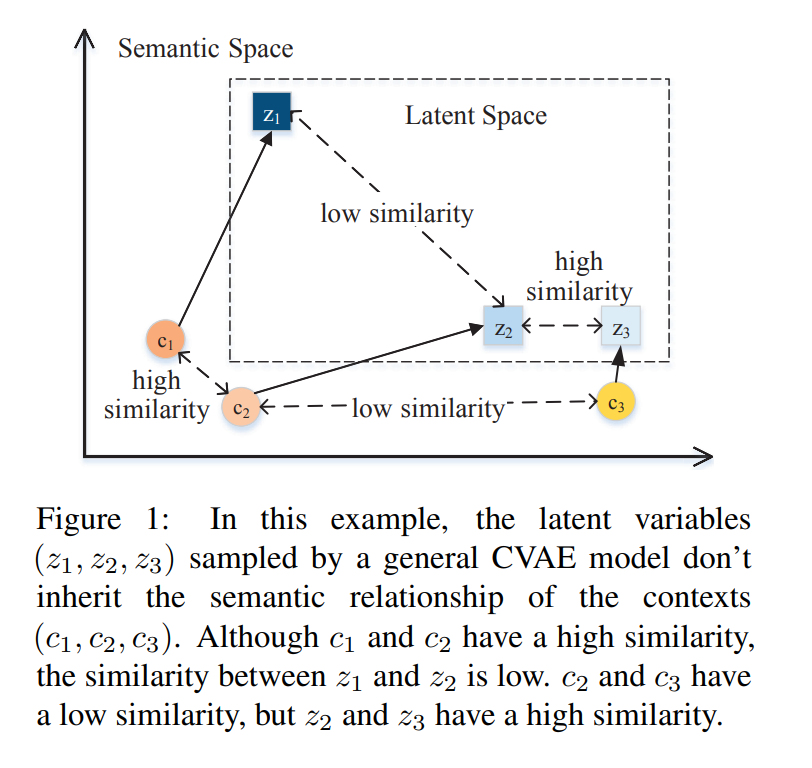 Semantic Space
z1
Latent Space
low similarity
high
similarity
z2
z3
c1
high
similarity
c2
low similarity
c3
Figure 1: In this example, the latent variables
(z1, z2, z3) sampled by a general CVAE model don't
inherit the semantic relationship of the contexts
(c1, c2, c3). Although c1 and c2 have a high similarity,
the similarity between z1 and z2 is low. c2 and c3 have
a low similarity, but z2 and z3 have a high similarity.